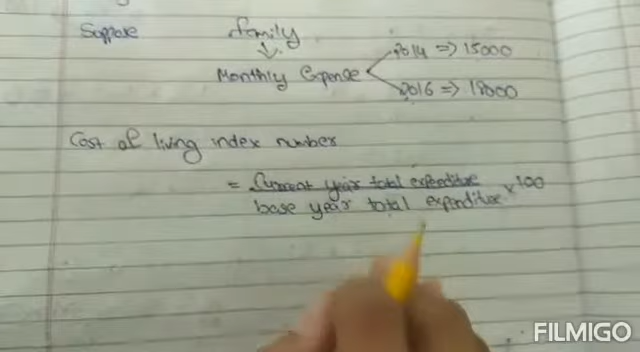 Suppose family
Monthly Expense
2014 => 15000
2016 => 18000
Cost of living index number
= Current year total expenditure
base year total expenditure × 100
FILMIGO